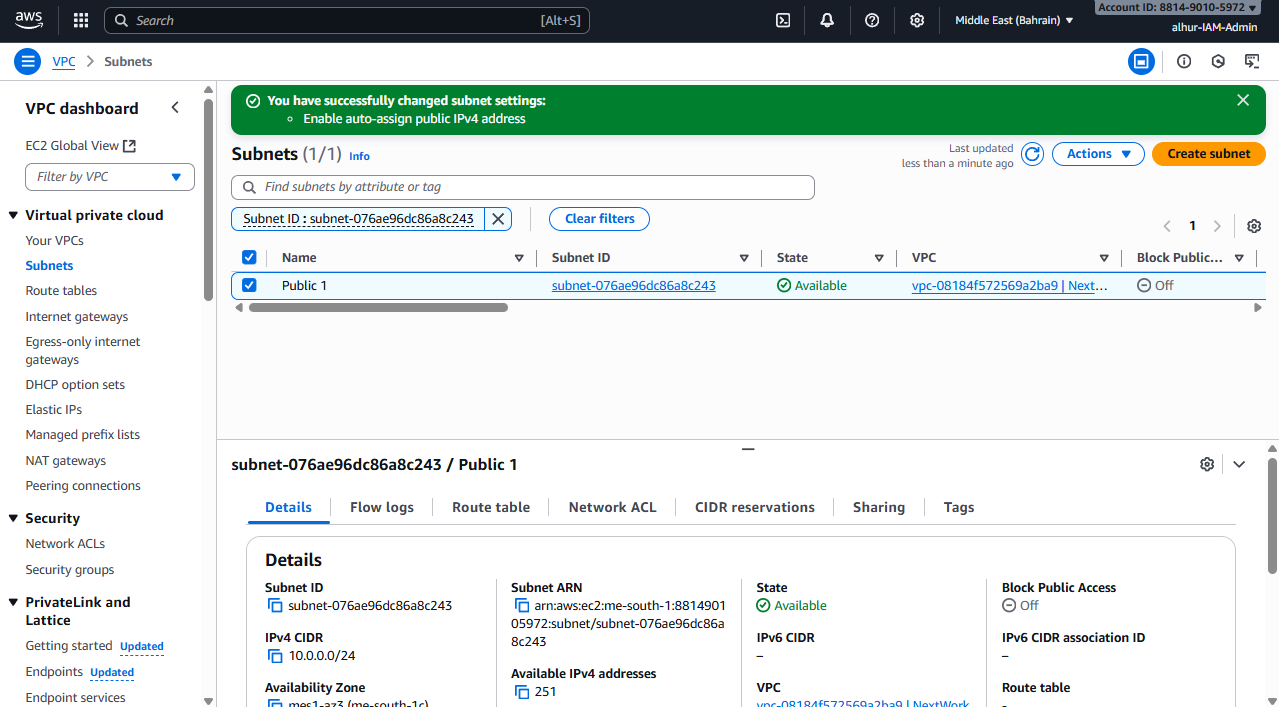 aws
Search [Alt+S]
Middle East (Bahrain)
Account ID: 8814-9010-5972
alhur-IAM-Admin
VPC
Subnets
VPC dashboard
EC2 Global View
Filter by VPC
Virtual private cloud
Your VPCs
Subnets
Route tables
Internet gateways
Egress-only internet
gateways
DHCP option sets
Elastic IPs
Managed prefix lists
NAT gateways
Peering connections
Security
Network ACLs
Security groups
PrivateLink and
Lattice
Getting started Updated
Endpoints Updated
Endpoint services
You have successfully changed subnet settings:
Enable auto-assign public IPv4 address
Subnets (1/1) Info
Last updated
less than a minute ago
Actions
Create subnet
Find subnets by attribute or tag
Subnet ID : subnet-076ae96dc86a8c243
Clear filters
1
Name Subnet ID State VPC Block Public...
Public 1 subnet-076ae96dc86a8c243 Available vpc-08184f572569a2ba9 | Next... Off
subnet-076ae96dc86a8c243 / Public 1
Details Flow logs Route table Network ACL CIDR reservations Sharing Tags
Details
Subnet ID
subnet-076ae96dc86a8c243
IPv4 CIDR
10.0.0.0/24
Availability Zone
mes1-az3 (me-south-1c)
Subnet ARN
arn:aws:ec2:me-south-1:8814901
05972:subnet/subnet-076ae96dc86a
8c243
Available IPv4 addresses
251
State
Available
IPv6 CIDR
–
VPC
vpc-08184f572569a2ba9 | NextWork
Block Public Access
Off
IPv6 CIDR association ID
–
Route table
-